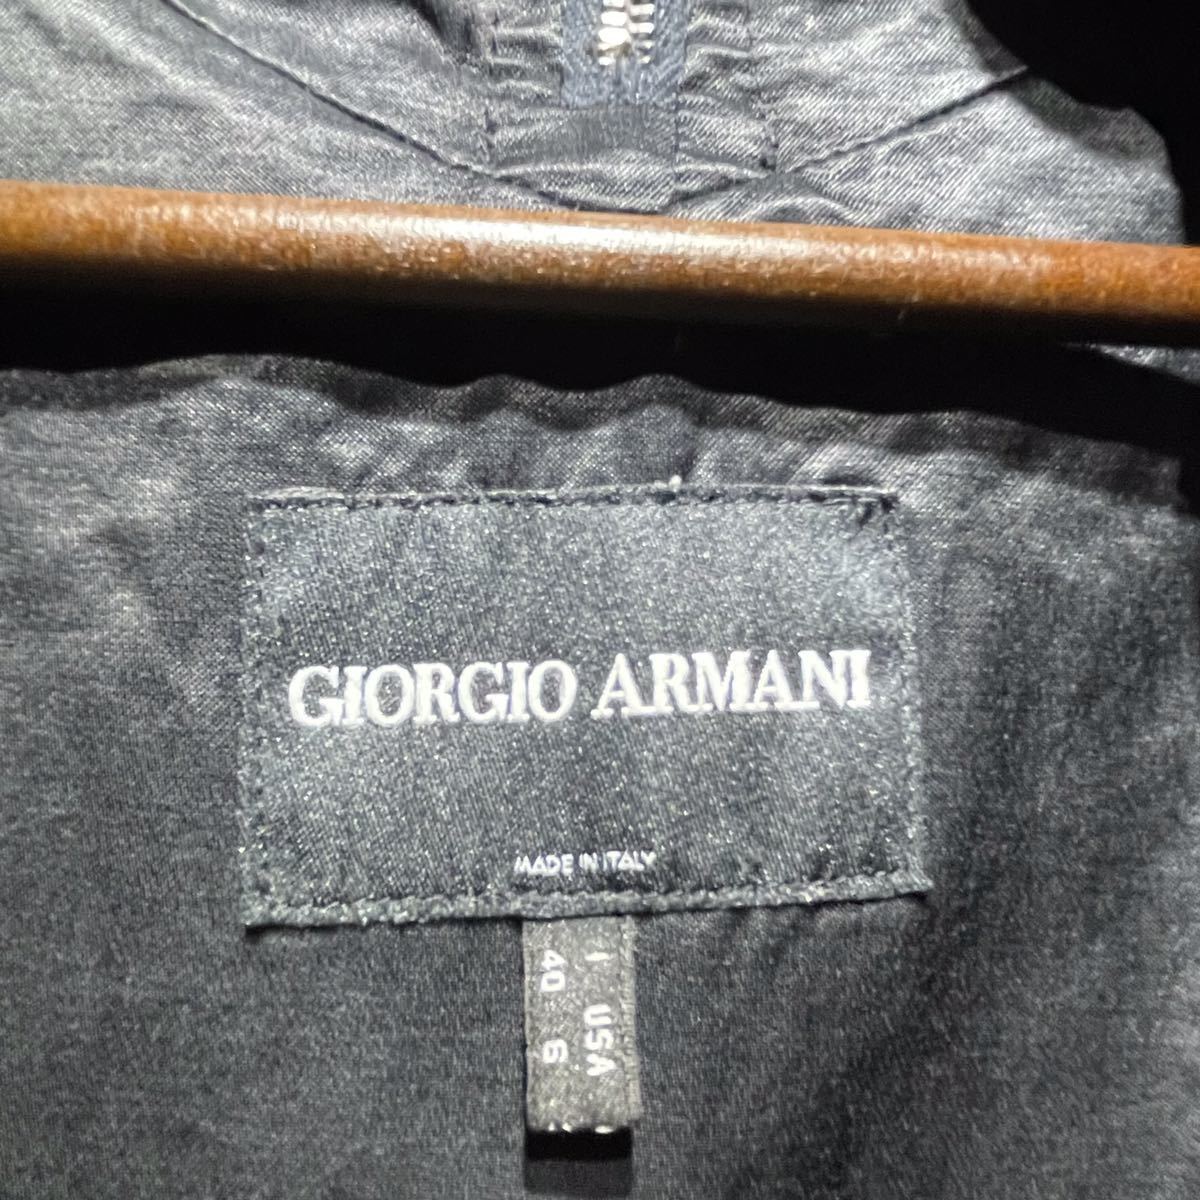 GIORGIO ARMANI
MADE IN ITALY
I USA
40 6